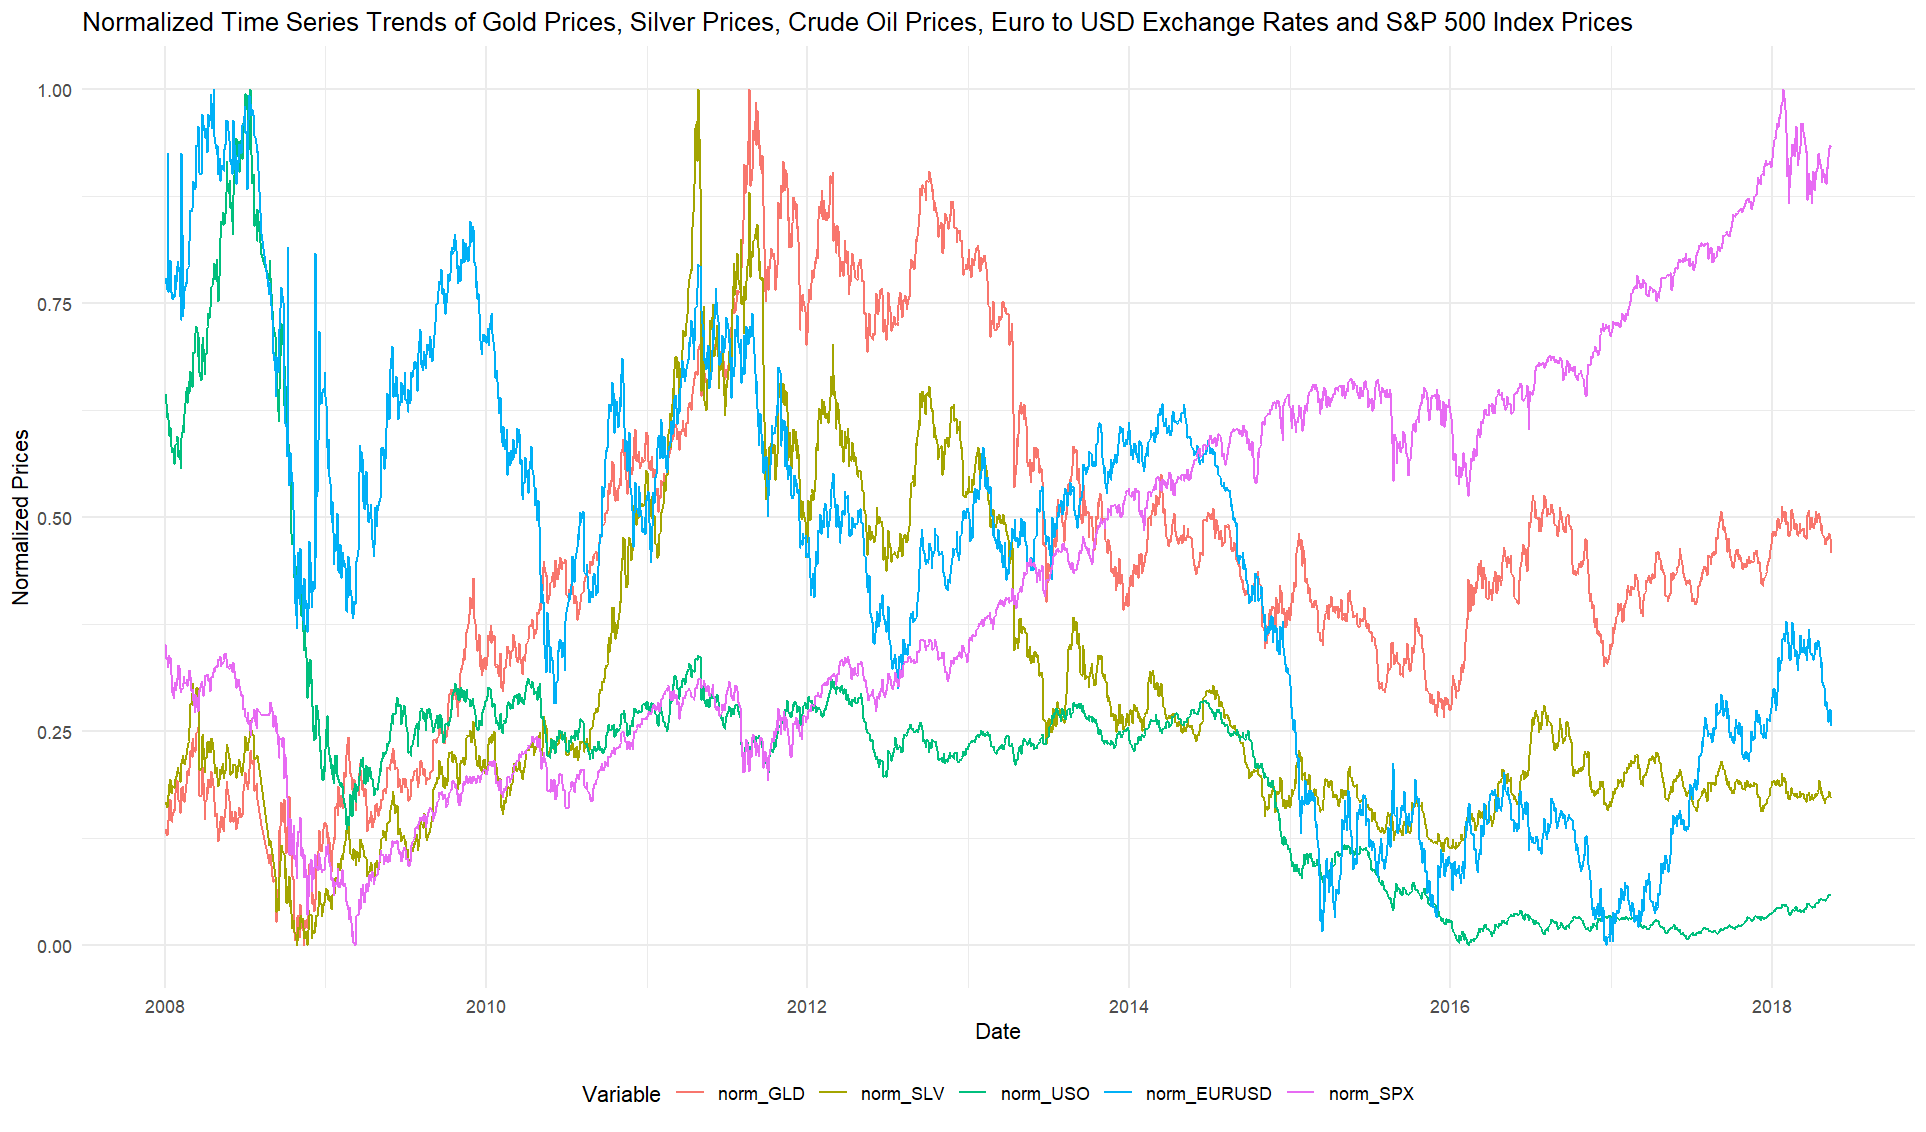 Normalized Time Series Trends of Gold Prices, Silver Prices, Crude Oil Prices, Euro to USD Exchange Rates and S&P 500 Index Prices
Normalized Prices
1.00
0.75
0.50
0.25
0.00
2008 2010 2012 2014 2016 2018
Date
Variable norm_GLD norm_SLV norm_USO norm_EURUSD norm_SPX